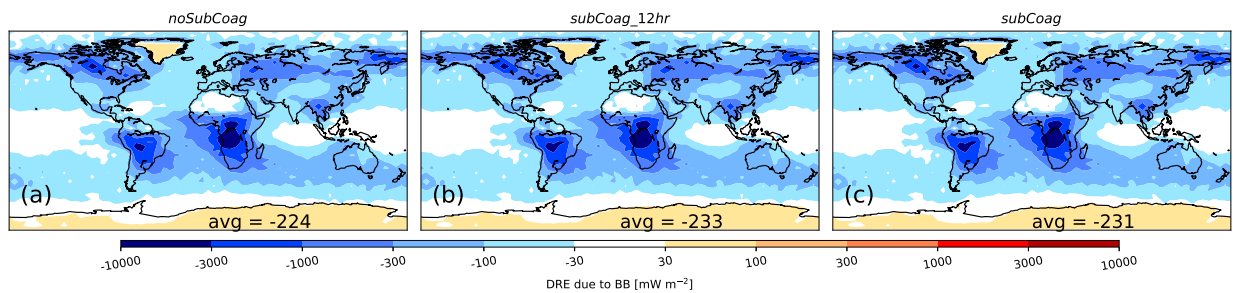 noSubCoag
subCoag_12hr
subCoag
(a)
avg = -224
(b)
avg = -233
(c)
avg = -231
-10000 -3000 -1000 -300 -100 -30 30 100 300 1000 3000 10000
DRE due to BB [mW m⁻²]